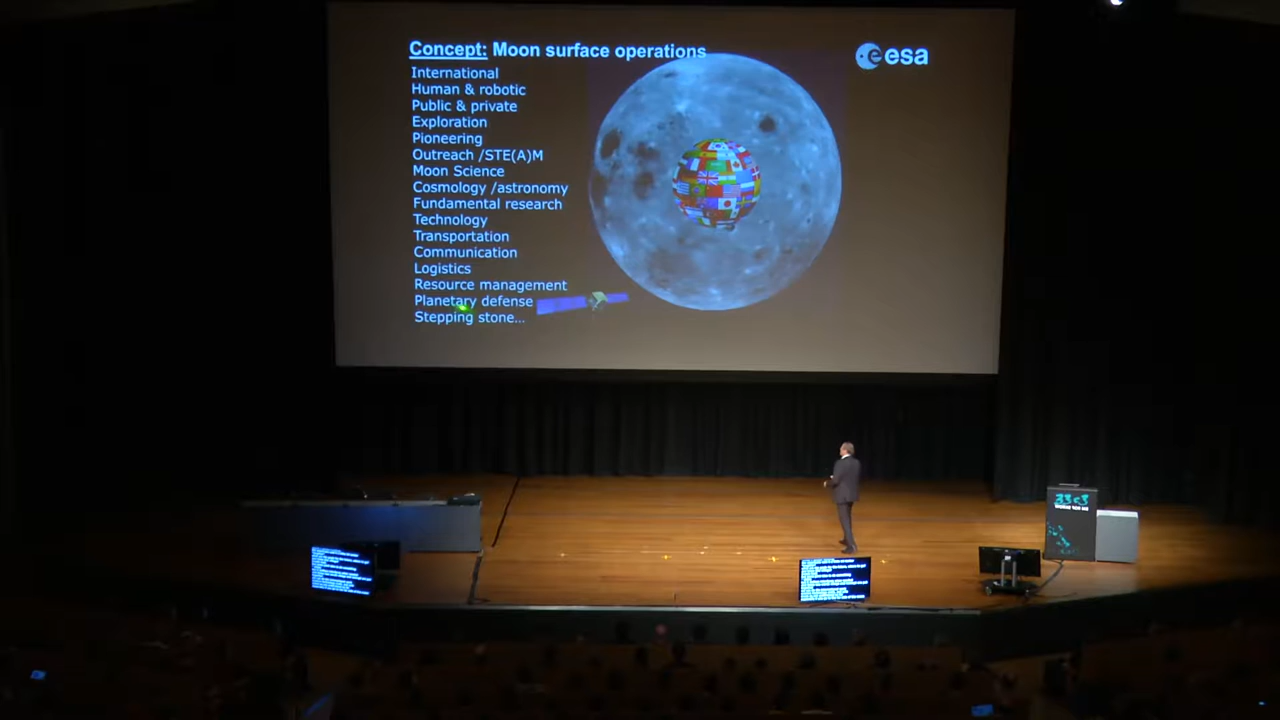 Concept: Moon surface operations
esa
International
Human & robotic
Public & private
Exploration
Pioneering
Outreach /STE(A)M
Moon Science
Cosmology /astronomy
Fundamental research
Technology
Transportation
Communication
Logistics
Resource management
Planetary defense
Stepping stone...
33c3